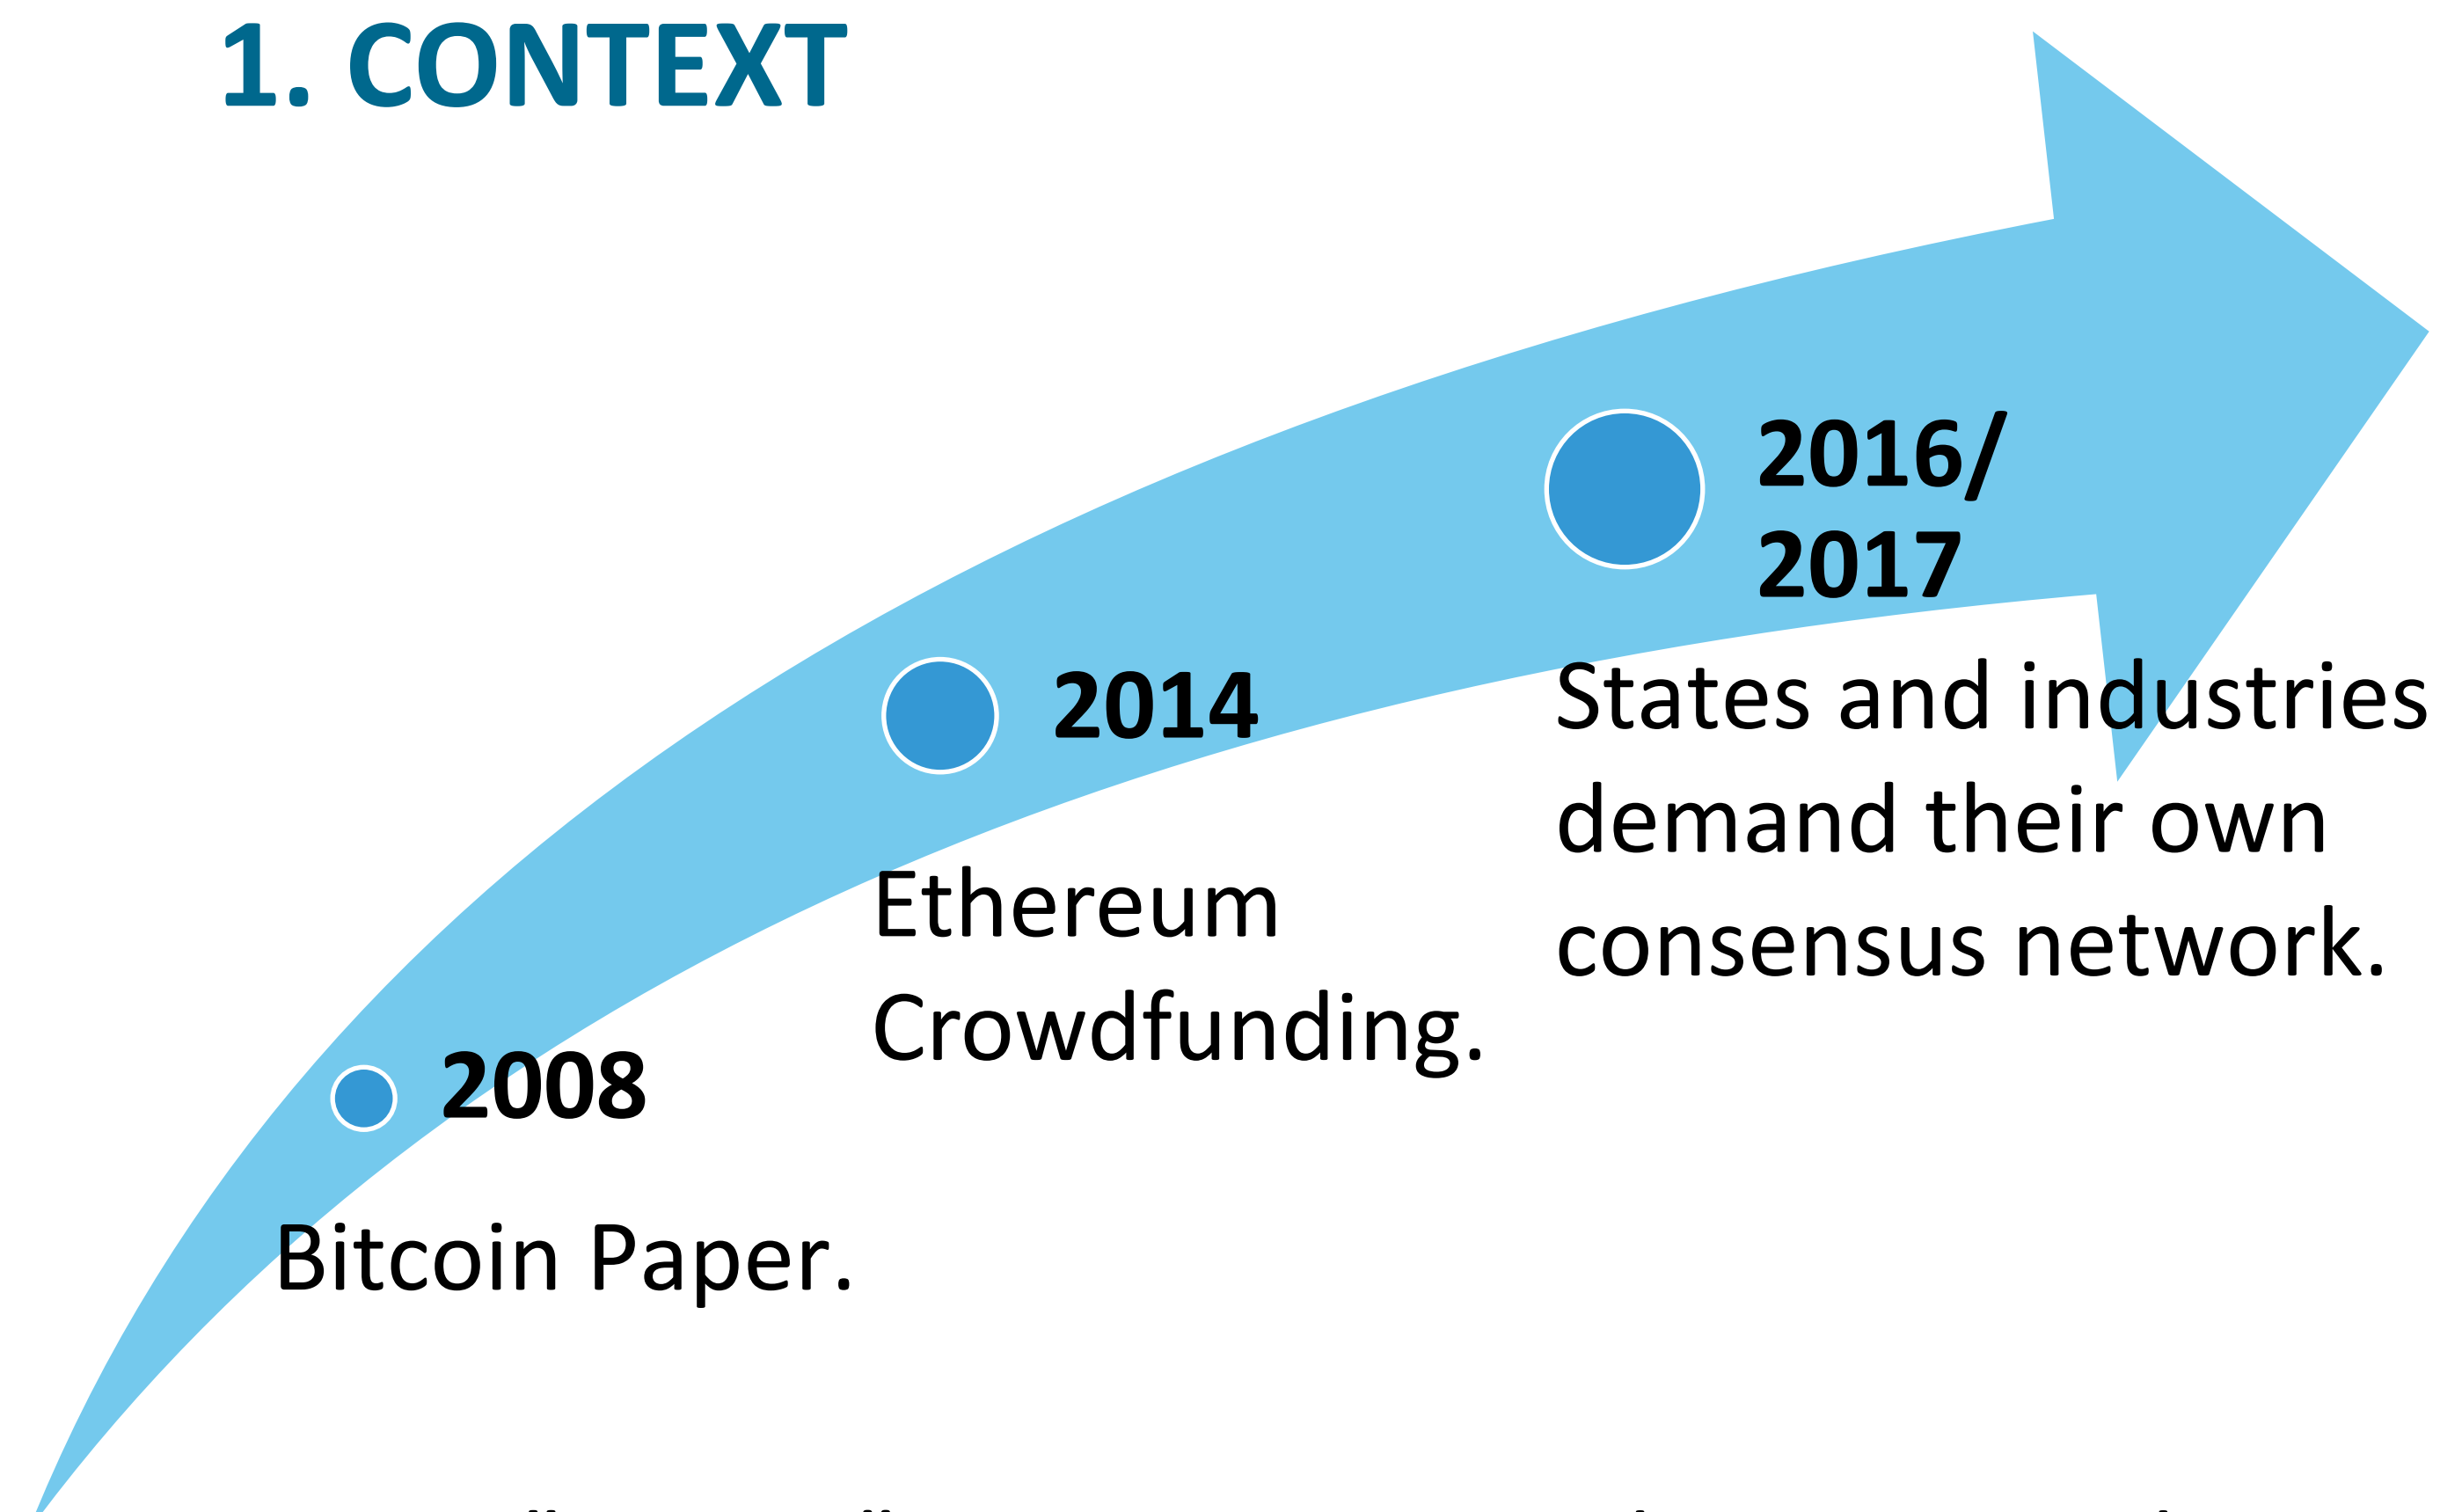 1. CONTEXT
2016/
2017
2014
States and industries
demand their own
consensus network.
Ethereum
Crowdfunding.
2008
Bitcoin Paper.